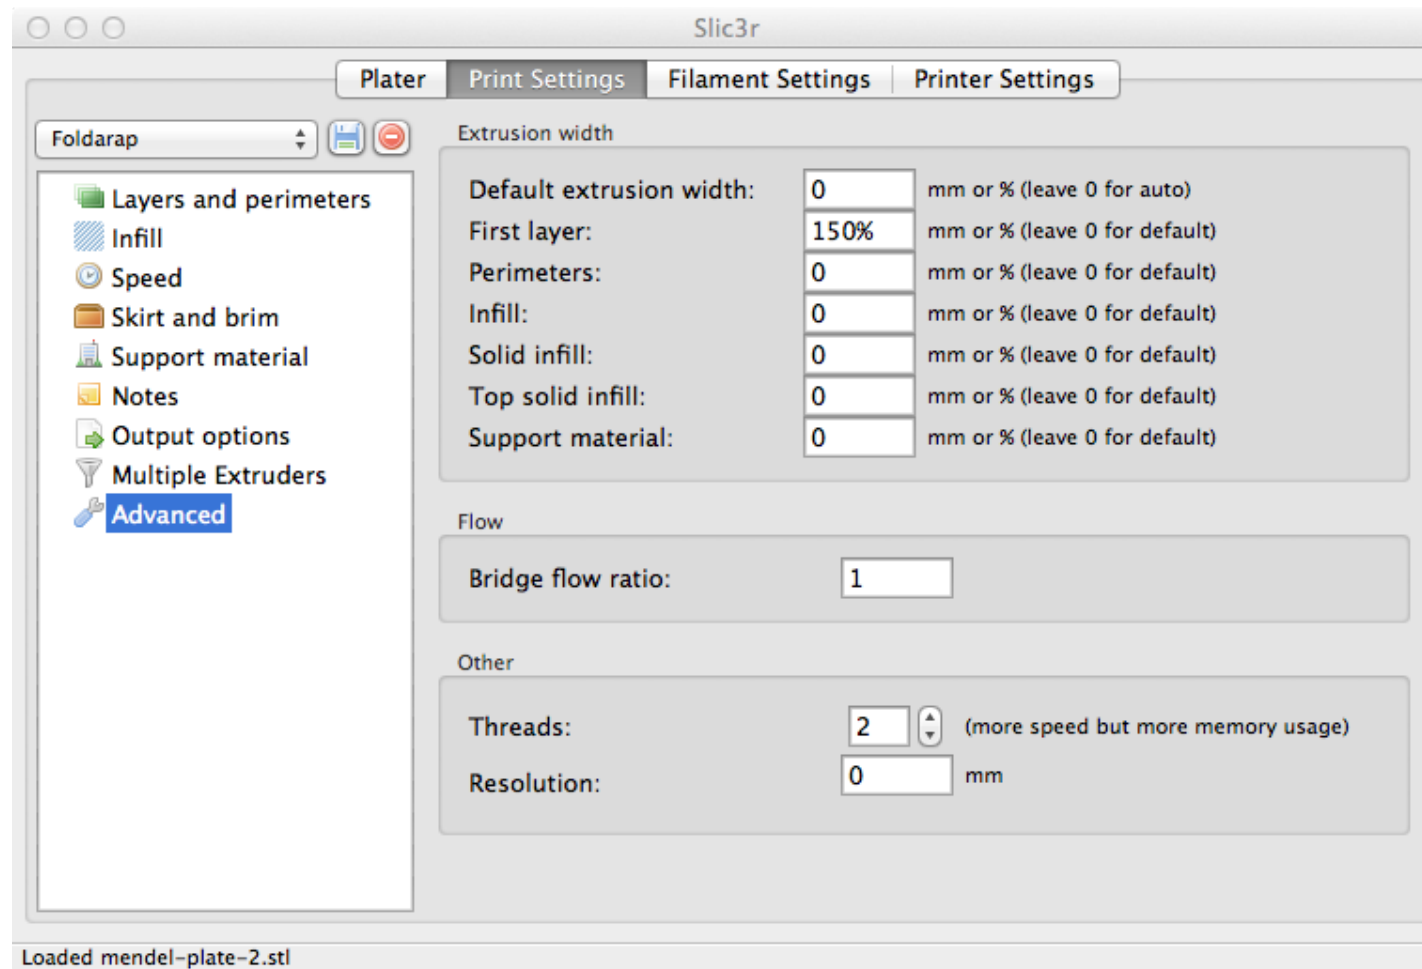 Slic3r
Plater Print Settings Filament Settings Printer Settings
Foldarap
Layers and perimeters
Infill
Speed
Skirt and brim
Support material
Notes
Output options
Multiple Extruders
Advanced
Extrusion width
Default extrusion width: 0 mm or % (leave 0 for auto)
First layer: 150% mm or % (leave 0 for default)
Perimeters: 0 mm or % (leave 0 for default)
Infill: 0 mm or % (leave 0 for default)
Solid infill: 0 mm or % (leave 0 for default)
Top solid infill: 0 mm or % (leave 0 for default)
Support material: 0 mm or % (leave 0 for default)
Flow
Bridge flow ratio: 1
Other
Threads: 2 (more speed but more memory usage)
Resolution: 0 mm
Loaded mendel-plate-2.stl